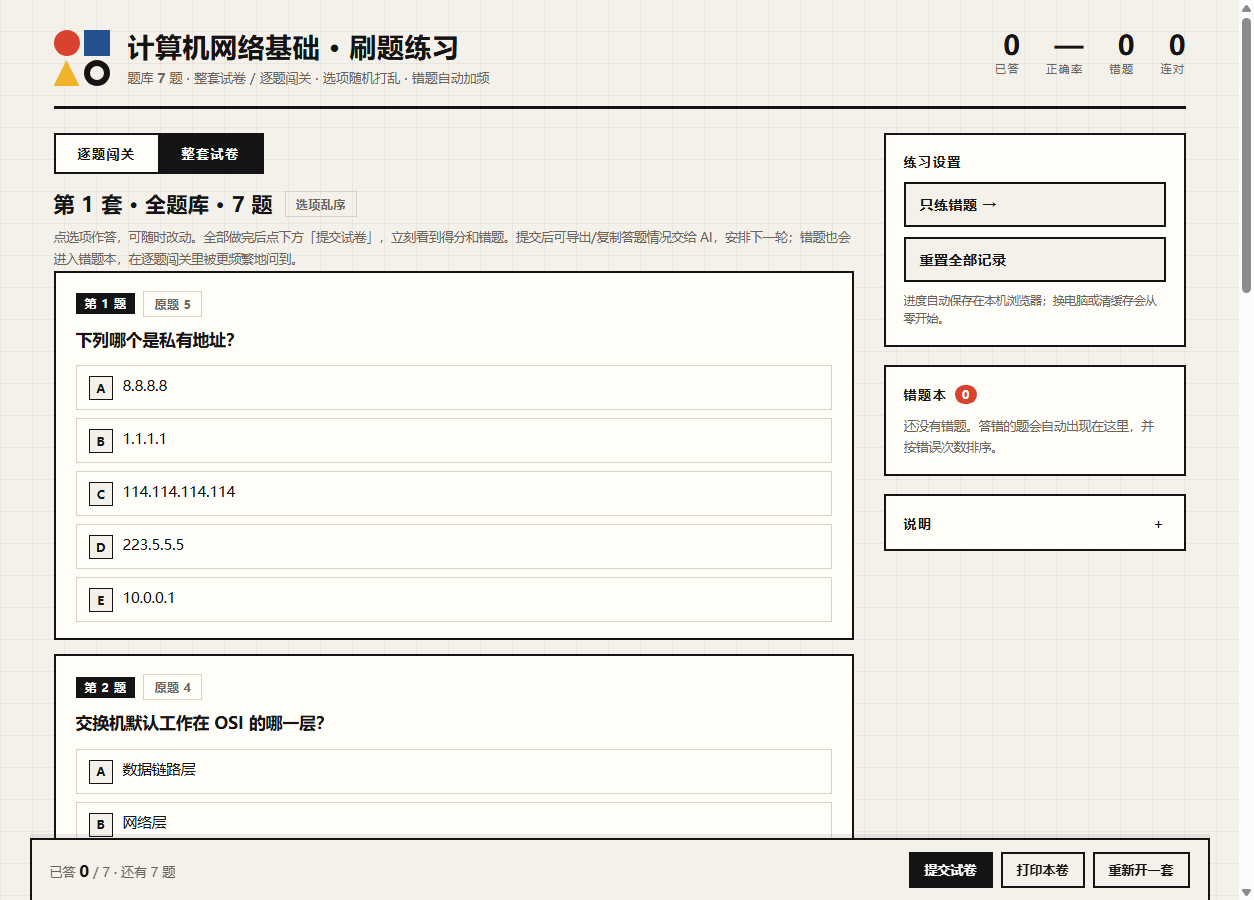 计算机网络基础 • 刷题练习
题库 7 题 · 整套试卷 / 逐题闯关 · 选项随机打乱 · 错题自动加频
0 — 0 0
已答 正确率 错题 连对
逐题闯关 整套试卷
第 1 套 • 全题库 • 7 题 选项乱序
点选项作答，可随时改动。全部做完后点下方「提交试卷」，立刻看到得分和错题。提交后可导出/复制答题情况交给 AI，安排下一轮；错题也会
进入错题本，在逐题闯关里被更频繁地问到。
第 1 题 原题 5
下列哪个是私有地址？
A 8.8.8.8
B 1.1.1.1
C 114.114.114.114
D 223.5.5.5
E 10.0.0.1
第 2 题 原题 4
交换机默认工作在 OSI 的哪一层？
A 数据链路层
B 网络层
练习设置
只练错题 →
重置全部记录
进度自动保存在本机浏览器；换电脑或清缓存会从
零开始。
错题本 0
还没有错题。答错的题会自动出现在这里，并
按错误次数排序。
说明 +
已答 0 / 7 · 还有 7 题
提交试卷 打印本卷 重新开一套